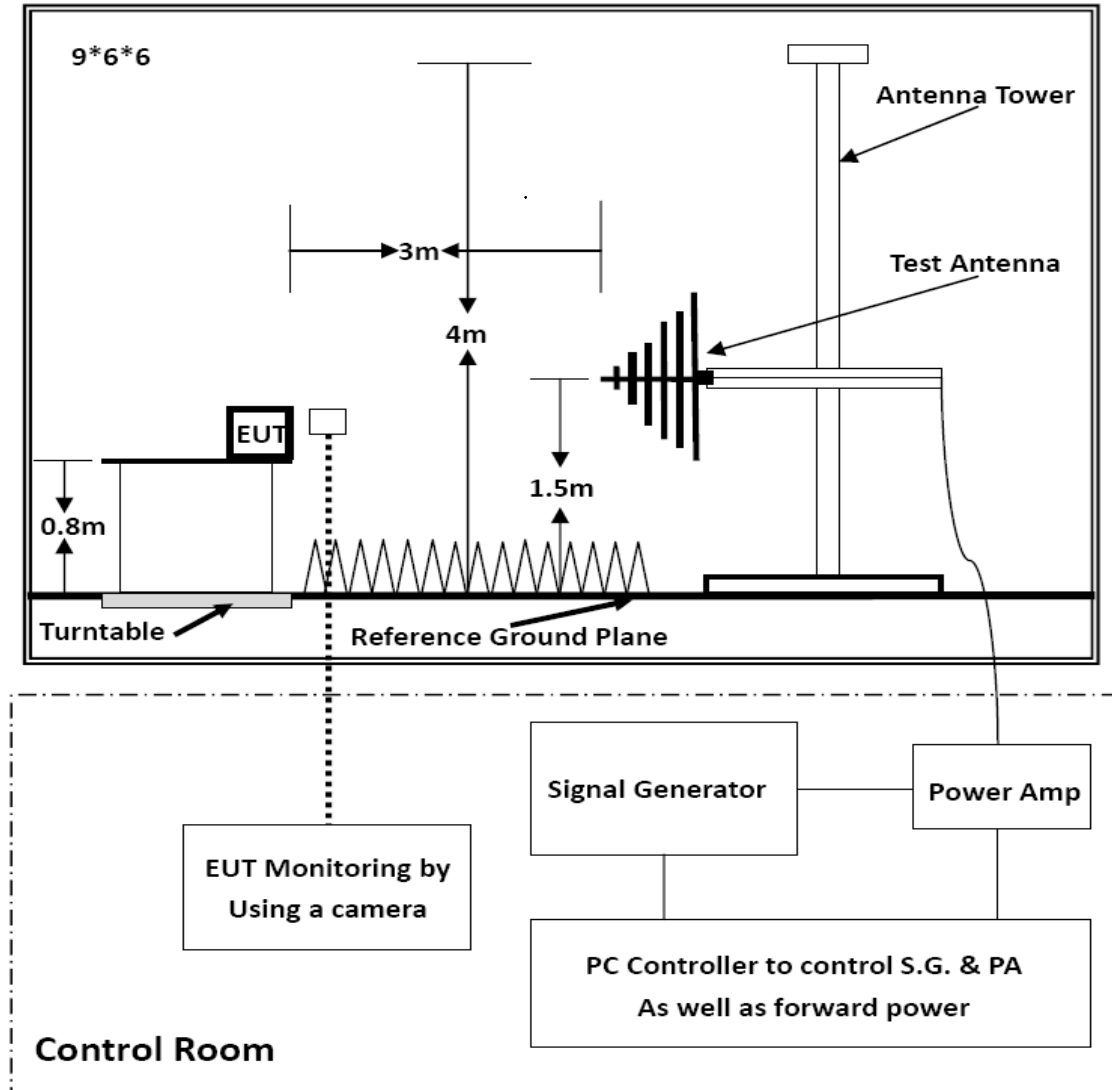 9*6*6
Antenna Tower
3m
Test Antenna
4m
EUT
1.5m
0.8m
Turntable
Reference Ground Plane
Signal Generator
Power Amp
EUT Monitoring by
Using a camera
PC Controller to control S.G. & PA
As well as forward power
Control Room